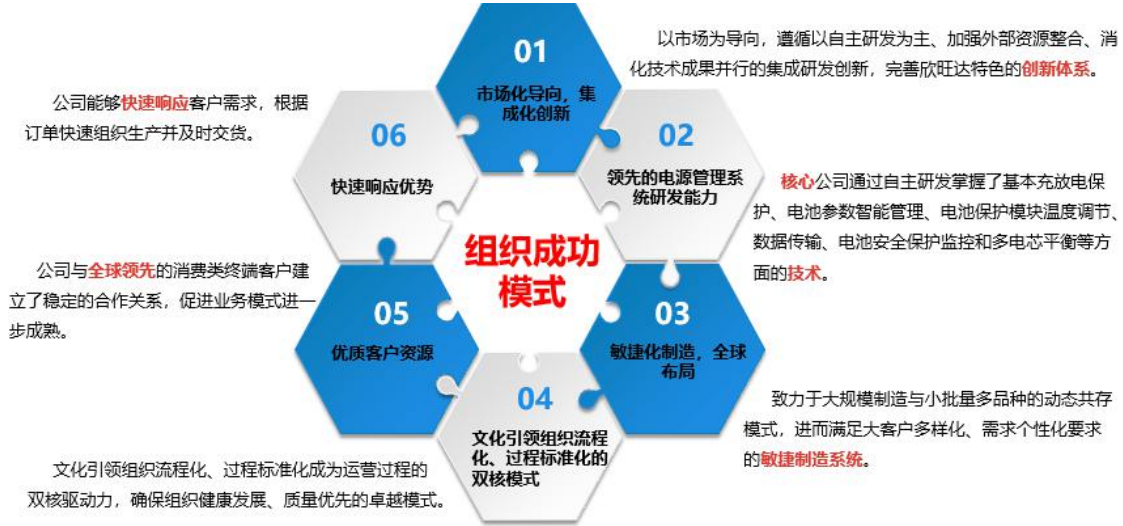 01
市场化导向，集
成化创新
以市场为导向，遵循以自主研发为主、加强外部资源整合、消
化技术成果并行的集成研发创新，完善欣旺达特色的创新体系。
02
领先的电源管理系
统研发能力
核心公司通过自主研发掌握了基本充放电保
护、电池参数智能管理、电池保护模块温度调节、
数据传输、电池安全保护监控和多电芯平衡等方
面的技术。
03
敏捷化制造，全球
布局
致力于大规模制造与小批量多品种的动态共存
模式，进而满足大客户多样化、需求个性化要求
的敏捷制造系统。
04
文化引领组织流程
化、过程标准化的
双核模式
文化引领组织流程化、过程标准化成为运营过程的
双核驱动力，确保组织健康发展、质量优先的卓越模式。
05
优质客户资源
公司与全球领先的消费类终端客户建
立了稳定的合作关系，促进业务模式进一
步成熟。
06
快速响应优势
公司能够快速响应客户需求，根据
订单快速组织生产并及时交货。
组织成功
模式